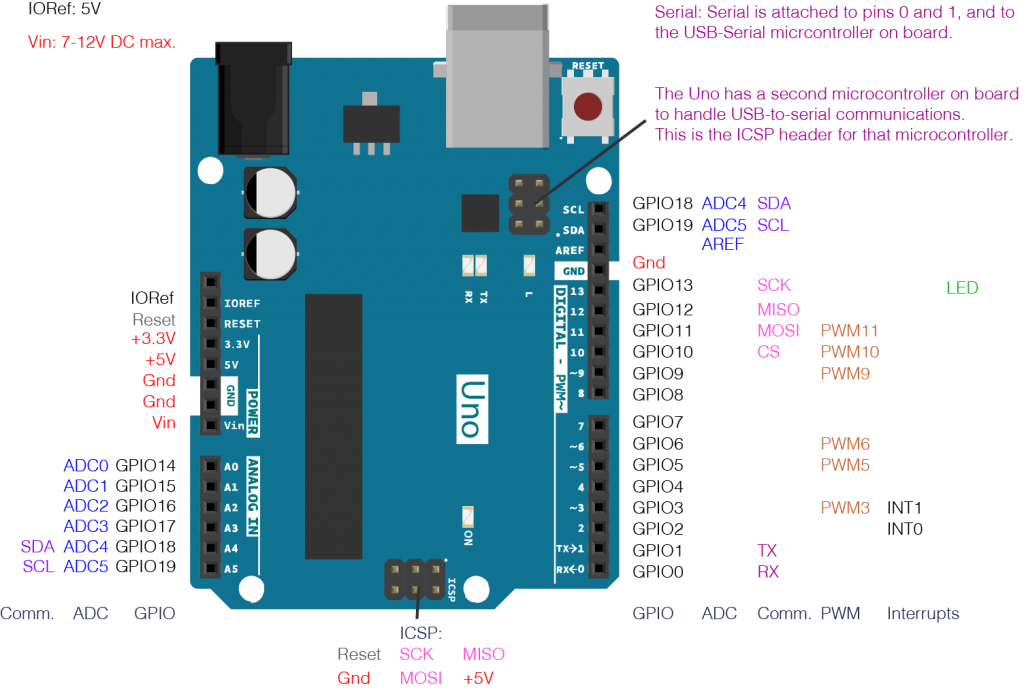 IORef: 5V
Vin: 7-12V DC max.
Serial: Serial is attached to pins 0 and 1, and to
the USB-Serial micrcontroller on board.
The Uno has a second microcontroller on board
to handle USB-to-serial communications.
This is the ICSP header for that microcontroller.
RESET
SCL
SDA
AREF
GND
13
12
11
10
~9
8
7
~6
~5
4
~3
2
TX→1
RX←0
DIGITAL - PWM~
RX
TX
L
Uno
ON
ICSP
IOREF
RESET
3.3V
5V
GND
Vin
POWER
A0
A1
A2
A3
A4
A5
ANALOG IN
IORef
Reset
+3.3V
+5V
Gnd
Gnd
Vin
ADC0 GPIO14
ADC1 GPIO15
ADC2 GPIO16
ADC3 GPIO17
SDA ADC4 GPIO18
SCL ADC5 GPIO19
Comm. ADC GPIO
GPIO18 ADC4 SDA
GPIO19 ADC5 SCL
AREF
Gnd
GPIO13 SCK LED
GPIO12 MISO
GPIO11 MOSI PWM11
GPIO10 CS PWM10
GPIO9 PWM9
GPIO8
GPIO7
GPIO6 PWM6
GPIO5 PWM5
GPIO4
GPIO3 PWM3 INT1
GPIO2 INT0
GPIO1 TX
GPIO0 RX
GPIO ADC Comm. PWM Interrupts
ICSP:
Reset SCK MISO
Gnd MOSI +5V